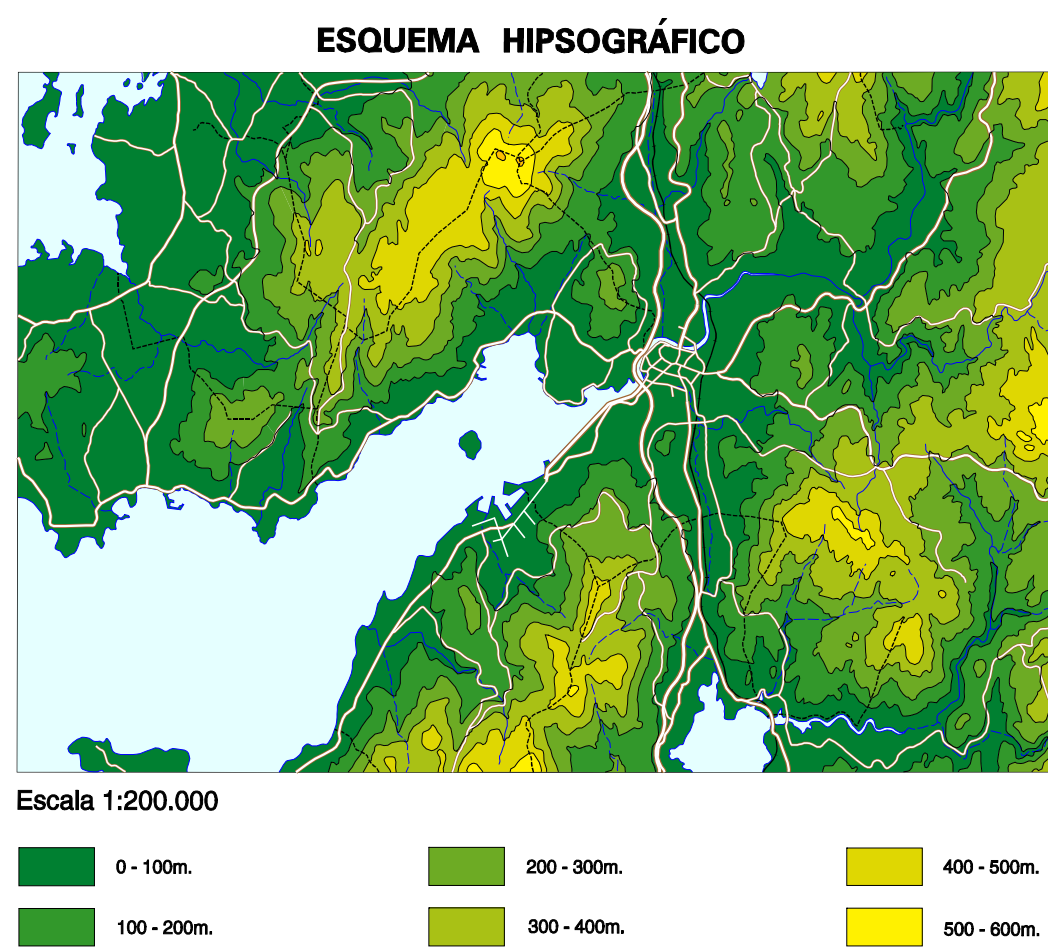 ESQUEMA HIPSOGRÁFICO
Escala 1:200.000
0 - 100m.
200 - 300m.
400 - 500m.
100 - 200m.
300 - 400m.
500 - 600m.